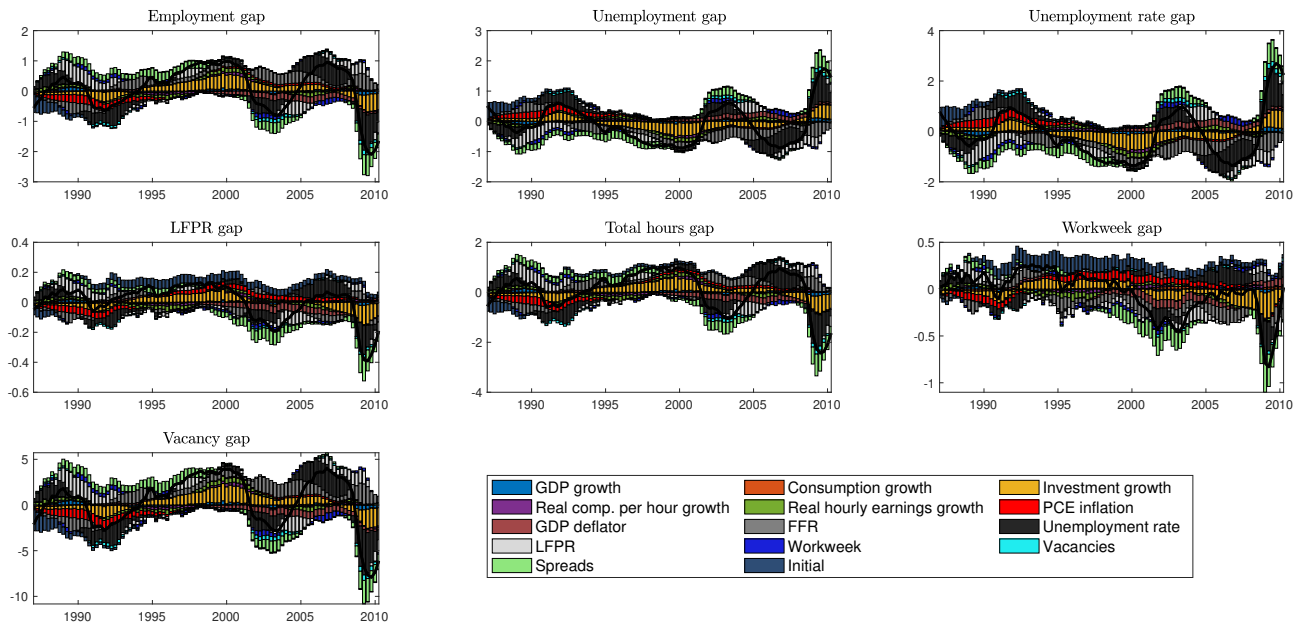 Employment gap
2
1
0
-1
-2
-3
1990 1995 2000 2005 2010
Unemployment gap
3
2
1
0
-1
-2
1990 1995 2000 2005 2010
Unemployment rate gap
4
2
0
-2
1990 1995 2000 2005 2010
LFPR gap
0.4
0.2
0
-0.2
-0.4
-0.6
1990 1995 2000 2005 2010
Total hours gap
2
0
-2
-4
1990 1995 2000 2005 2010
Workweek gap
0.5
0
-0.5
-1
1990 1995 2000 2005 2010
Vacancy gap
5
0
-5
-10
1990 1995 2000 2005 2010
GDP growth Consumption growth Investment growth
Real comp. per hour growth Real hourly earnings growth PCE inflation
GDP deflator FFR Unemployment rate
LFPR Workweek Vacancies
Spreads Initial